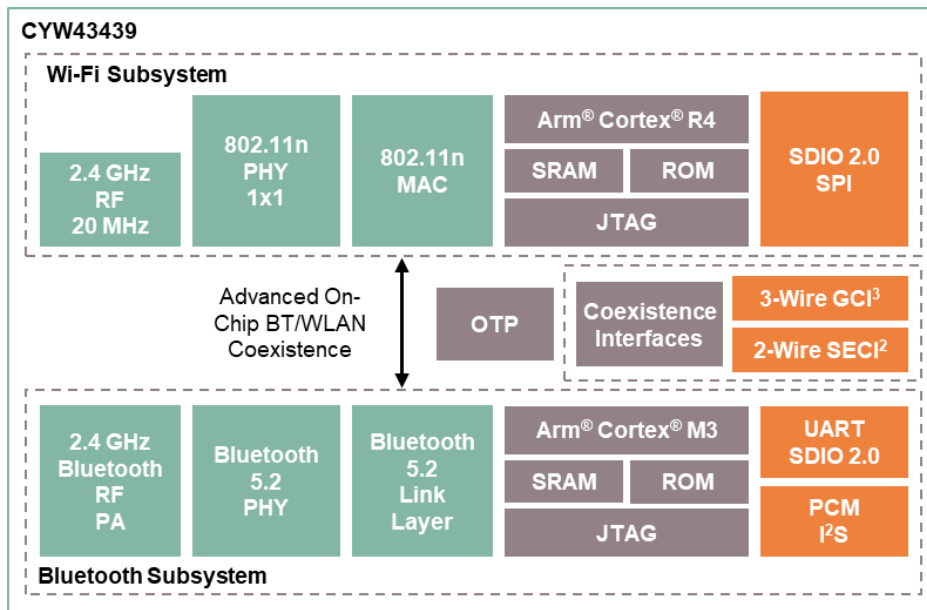 CYW43439
Wi-Fi Subsystem
2.4 GHz
RF
20 MHz
802.11n
PHY
1x1
802.11n
MAC
Arm® Cortex® R4
SRAM
ROM
JTAG
SDIO 2.0
SPI
Advanced On-
Chip BT/WLAN
Coexistence
OTP
Coexistence
Interfaces
3-Wire GCI³
2-Wire SECI²
2.4 GHz
Bluetooth
RF
PA
Bluetooth
5.2
PHY
Bluetooth
5.2
Link
Layer
Arm® Cortex® M3
SRAM
ROM
JTAG
UART
SDIO 2.0
PCM
I²S
Bluetooth Subsystem